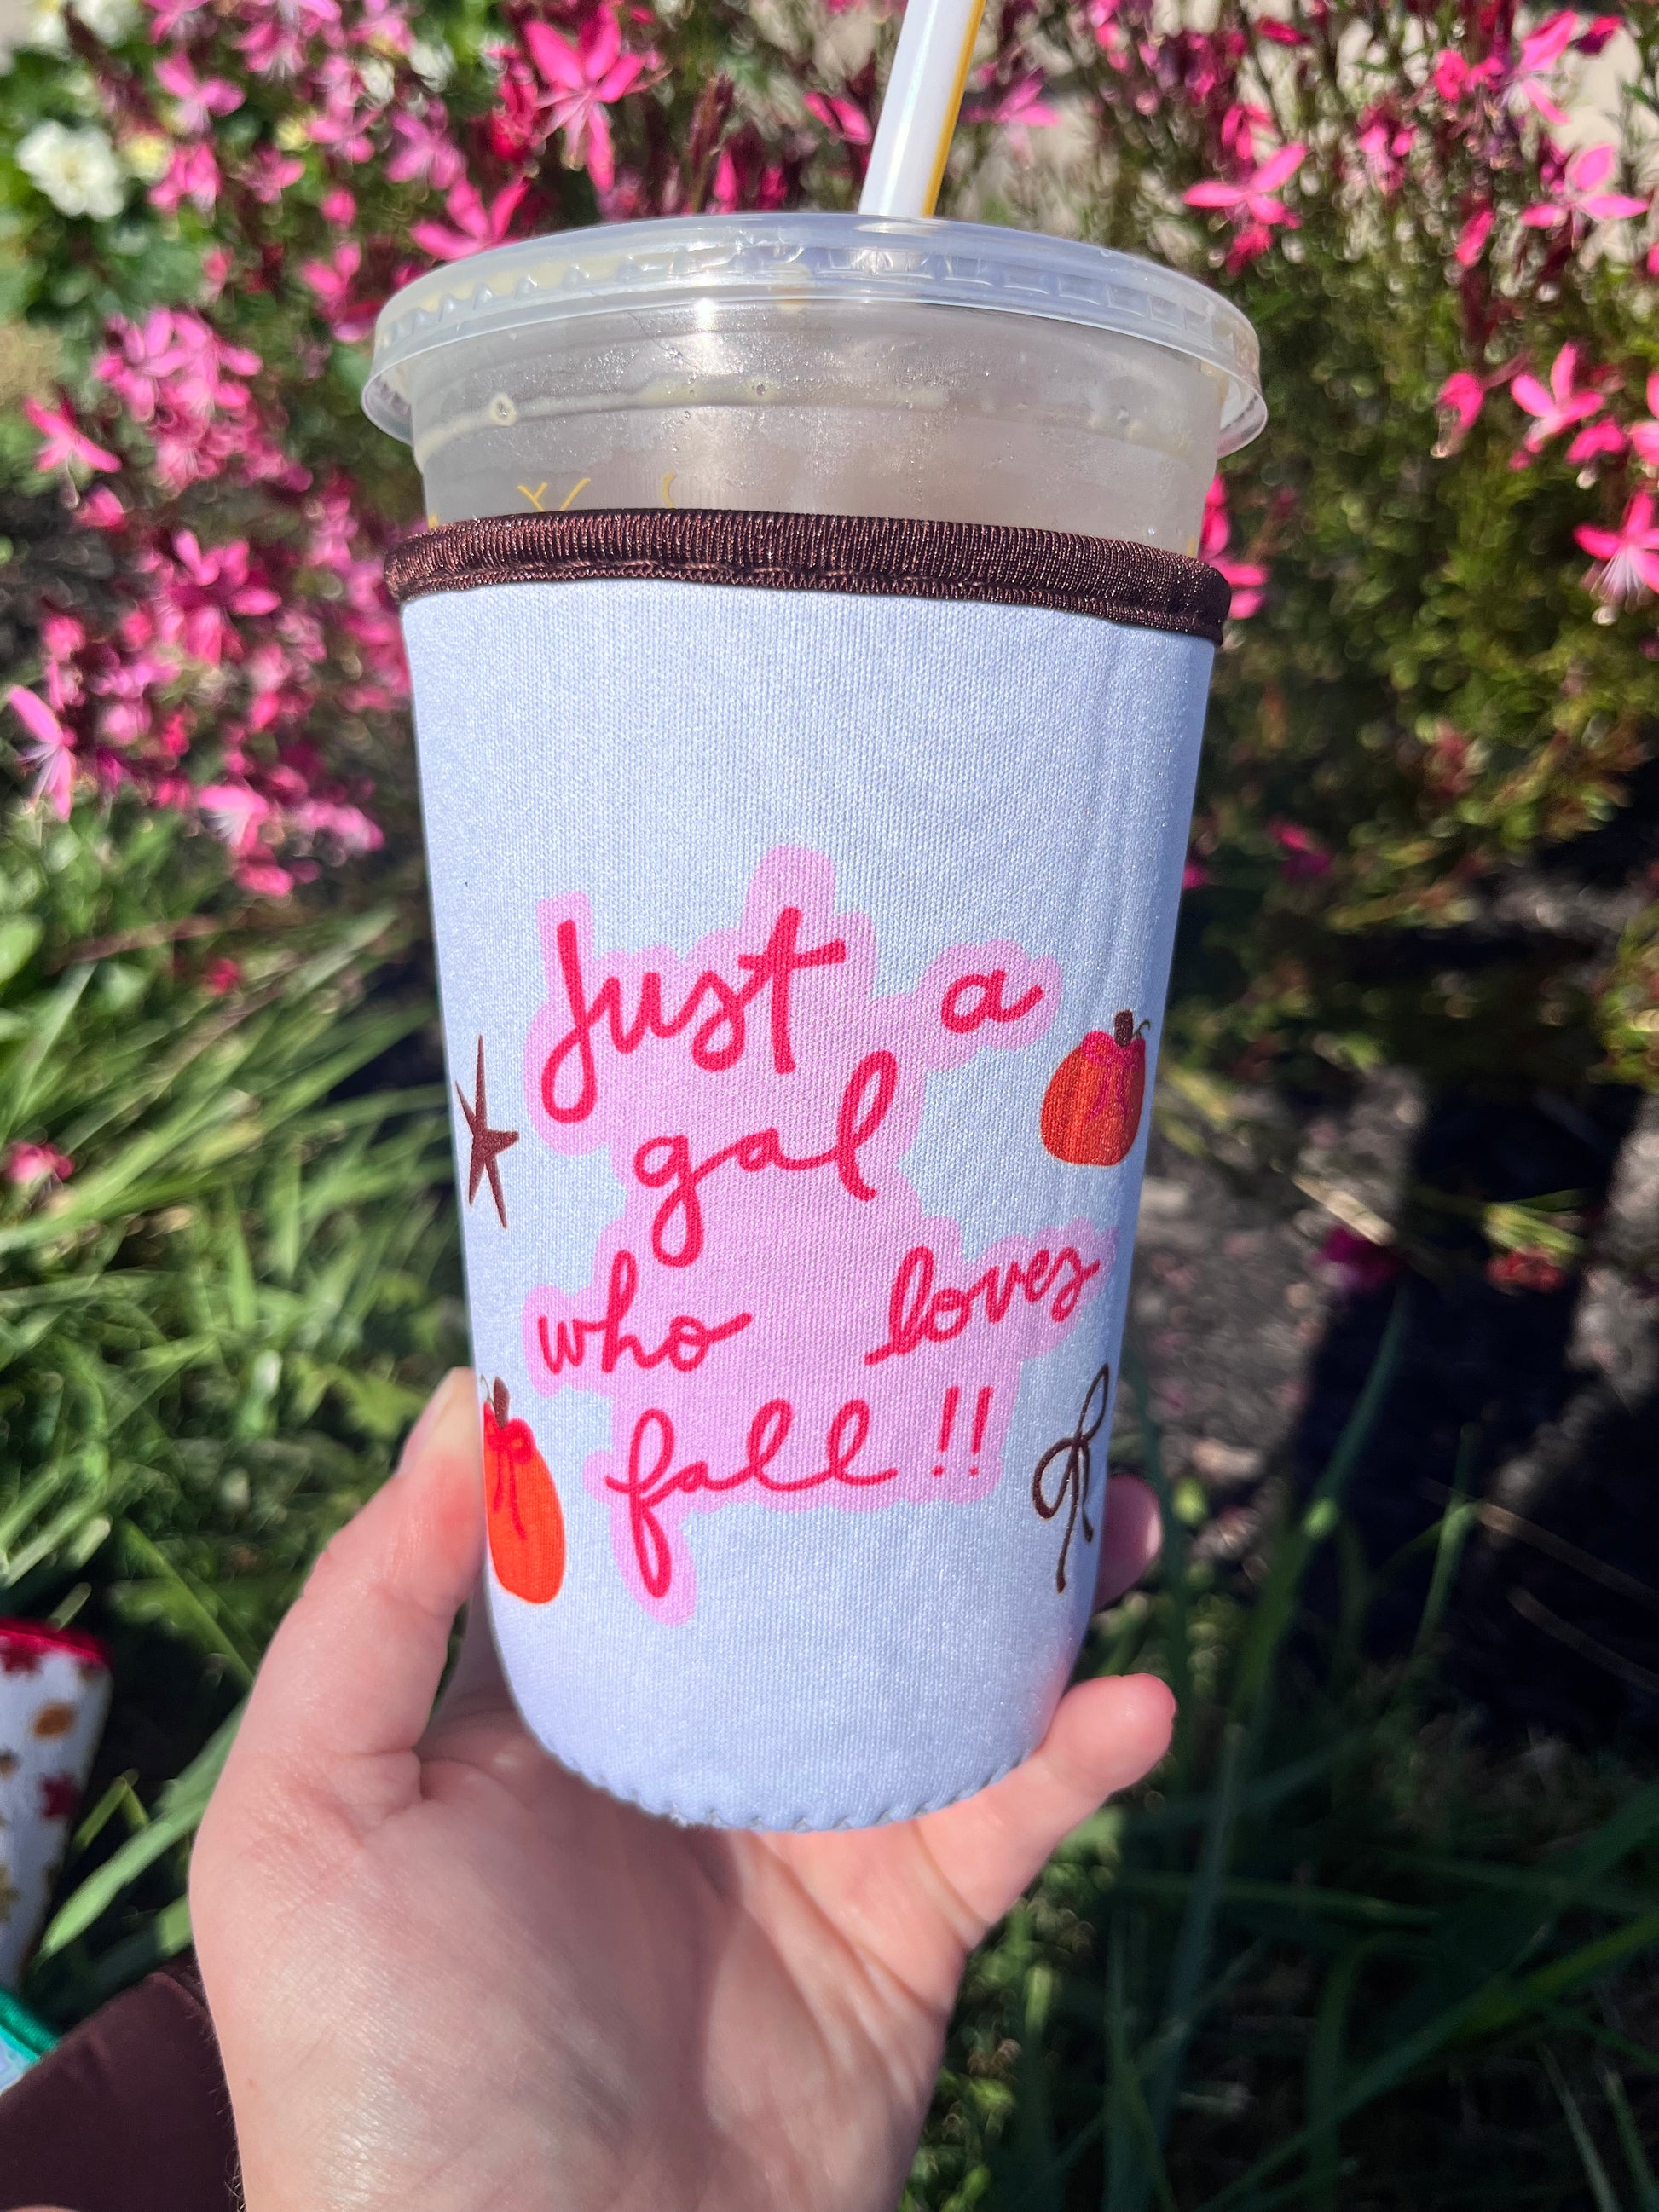 Just a
gal
who loves
fall!!